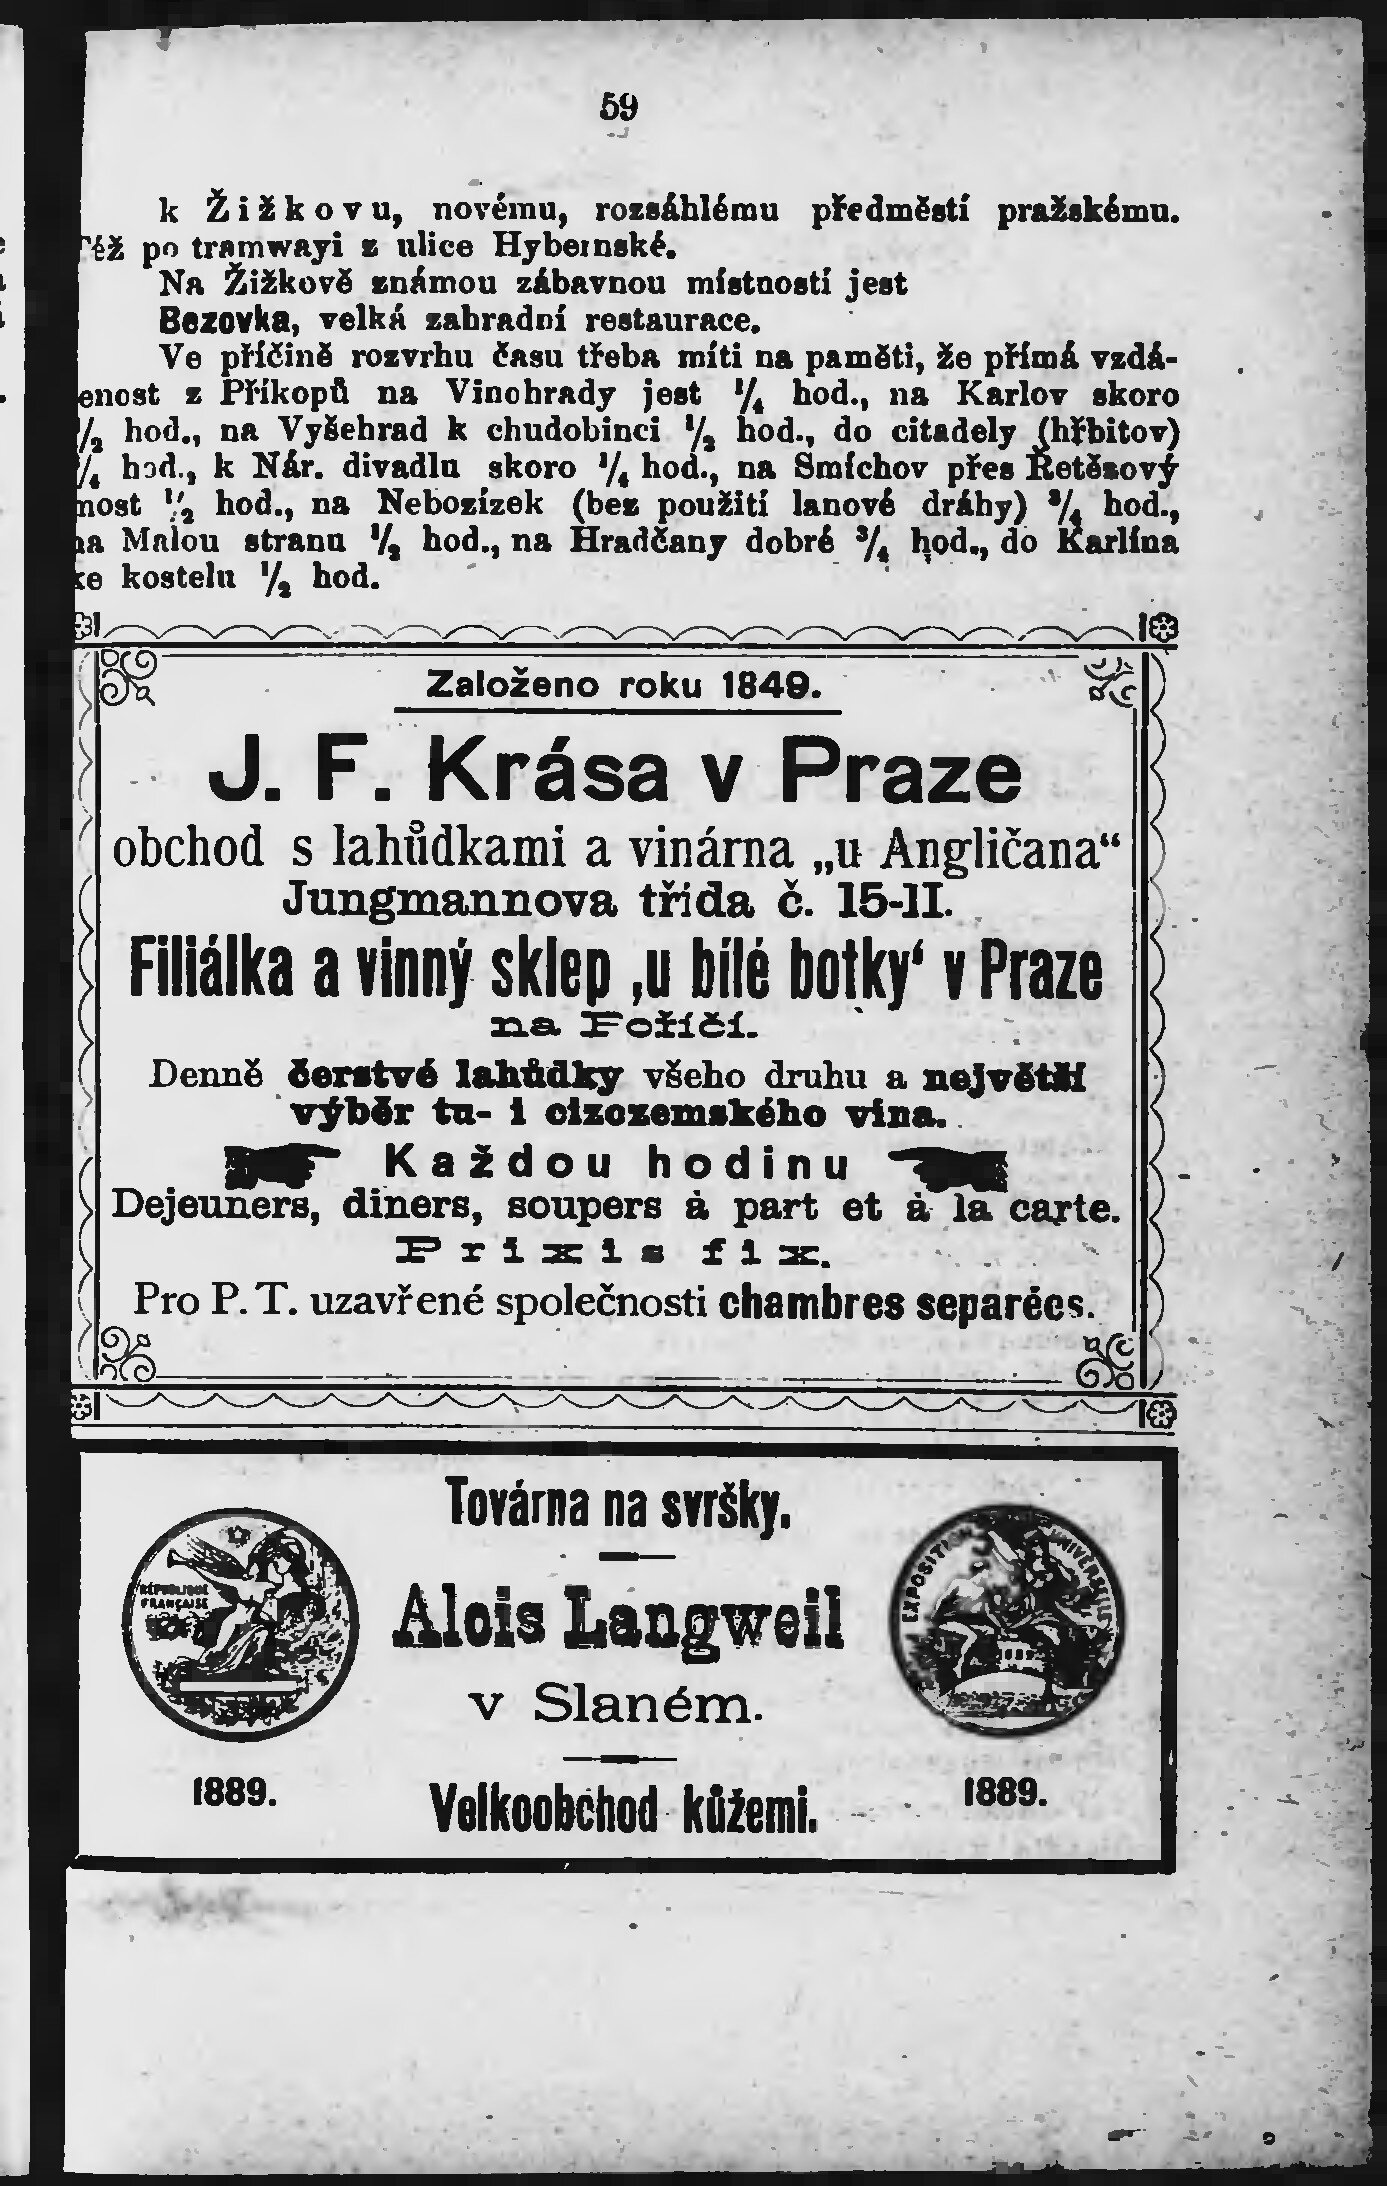 59
k Žižkovu, novému, rozsáhlému předměstí pražskému.
Též po tramwayi z ulice Hybernské.
Na Žižkově známou zábavnou místností jest
Bezovka, velká zahradní restaurace.
Ve příčině rozvrhu času třeba míti na paměti, že přímá vzdá-
enost z Příkopů na Vinohrady jest 1/4 hod., na Karlov skoro
/2 hod., na Vyšehrad k chudobinci 1/2 hod., do citadely (hřbitov)
/4 hod., k Nár. divadlu skoro 1/4 hod., na Smíchov přes Řetězový
most 1/2 hod., na Nebozízek (bez použití lanové dráhy) 3/4 hod.,
na Malou stranu 1/2 hod., na Hradčany dobré 3/4 hod., do Karlína
ke kostelu 1/2 hod.
Založeno roku 1849.
J. F. Krása v Praze
obchod s lahůdkami a vinárna „u Angličana“
Jungmannova třída č. 15-II.
Filiálka a vinný sklep ‚u bílé botky‘ v Praze
na Poříčí.
Denně čerstvé lahůdky všeho druhu a největší
výběr tu- i cizozemského vína.
Každou hodinu
Dejeuners, diners, soupers à part et à la carte.
Prixis fix.
Pro P. T. uzavřené společnosti chambres separées.
Továrna na svršky.
RÉPUBLIQUE
FRANÇAISE
EXPOSITION UNIVERSELLE
Alois Langweil
v Slaném.
1889.
Velkoobchod kůžemi.
1889.